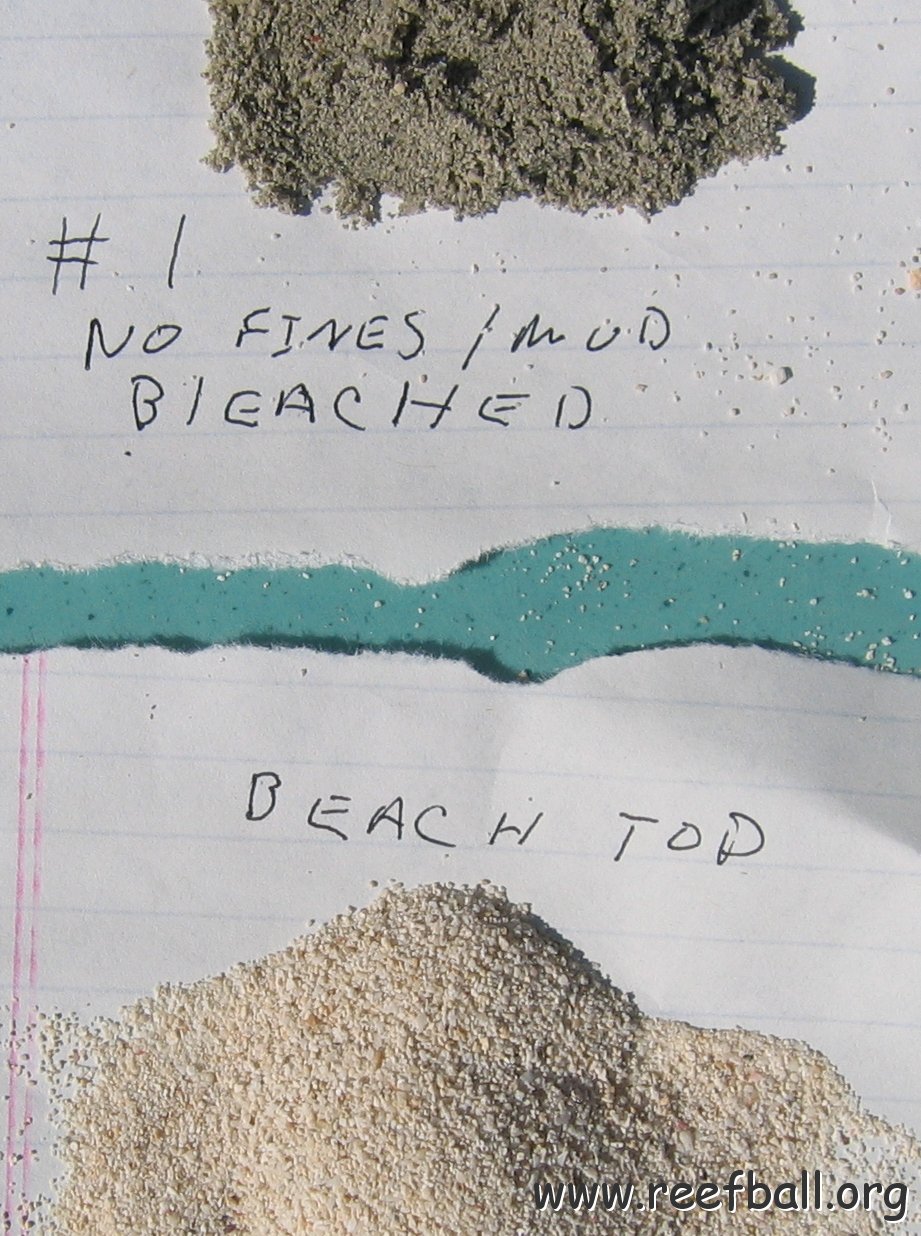 # 1
NO FINES / MUD
BLEACHED
BEACH TOP
www.reefball.org